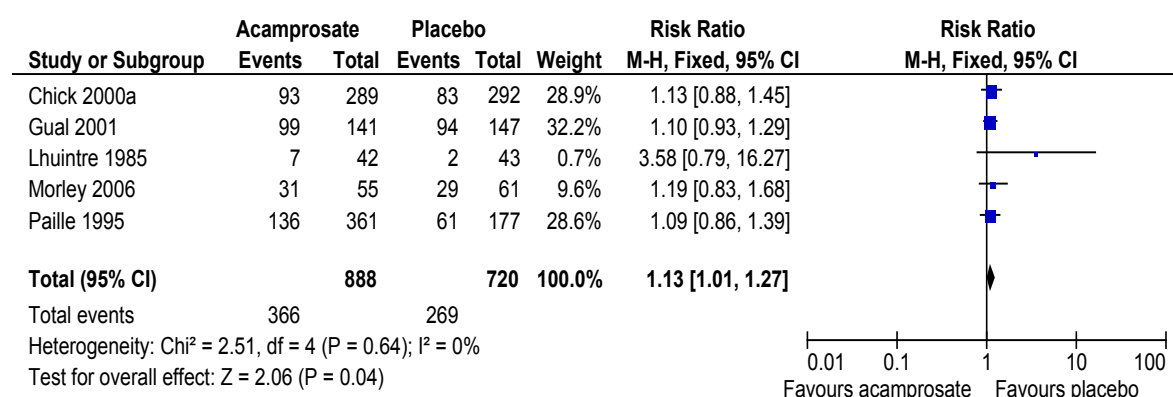 Acamprosate Placebo Risk Ratio Risk Ratio
Study or Subgroup Events Total Events Total Weight M-H, Fixed, 95% CI M-H, Fixed, 95% CI
Chick 2000a 93 289 83 292 28.9% 1.13 [0.88, 1.45]
Gual 2001 99 141 94 147 32.2% 1.10 [0.93, 1.29]
Lhuintre 1985 7 42 2 43 0.7% 3.58 [0.79, 16.27]
Morley 2006 31 55 29 61 9.6% 1.19 [0.83, 1.68]
Paille 1995 136 361 61 177 28.6% 1.09 [0.86, 1.39]
Total (95% CI) 888 720 100.0% 1.13 [1.01, 1.27]
Total events 366 269
Heterogeneity: Chi² = 2.51, df = 4 (P = 0.64); I² = 0%
Test for overall effect: Z = 2.06 (P = 0.04)
0.01 0.1 1 10 100
Favours acamprosate Favours placebo